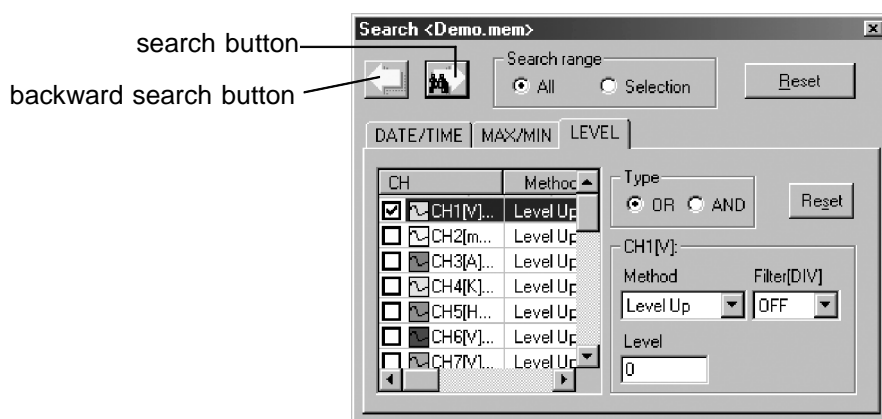 search button
backward search button
Search <Demo.mem>
Search range
All Selection
Reset
DATE/TIME MAX/MIN LEVEL
CH Method
CH1[V]... Level Up
CH2[m... Level Up
CH3[A]... Level Up
CH4[K]... Level Up
CH5[H... Level Up
CH6[V]... Level Up
CH7[V]... Level Up
Type
OR AND
Reset
CH1[V]:
Method Filter[DIV]
Level Up OFF
Level
0